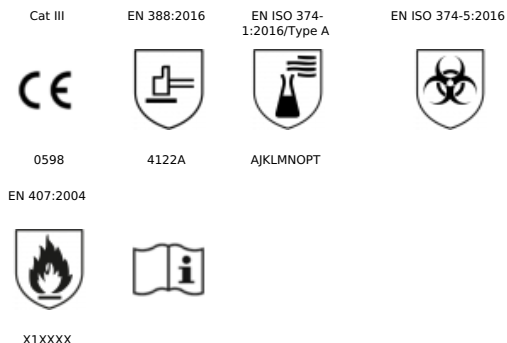 Cat III
EN 388:2016
EN ISO 374-
1:2016/Type A
EN ISO 374-5:2016
CE
0598
4122A
AJKLMNOPT
EN 407:2004
i
X1XXXX